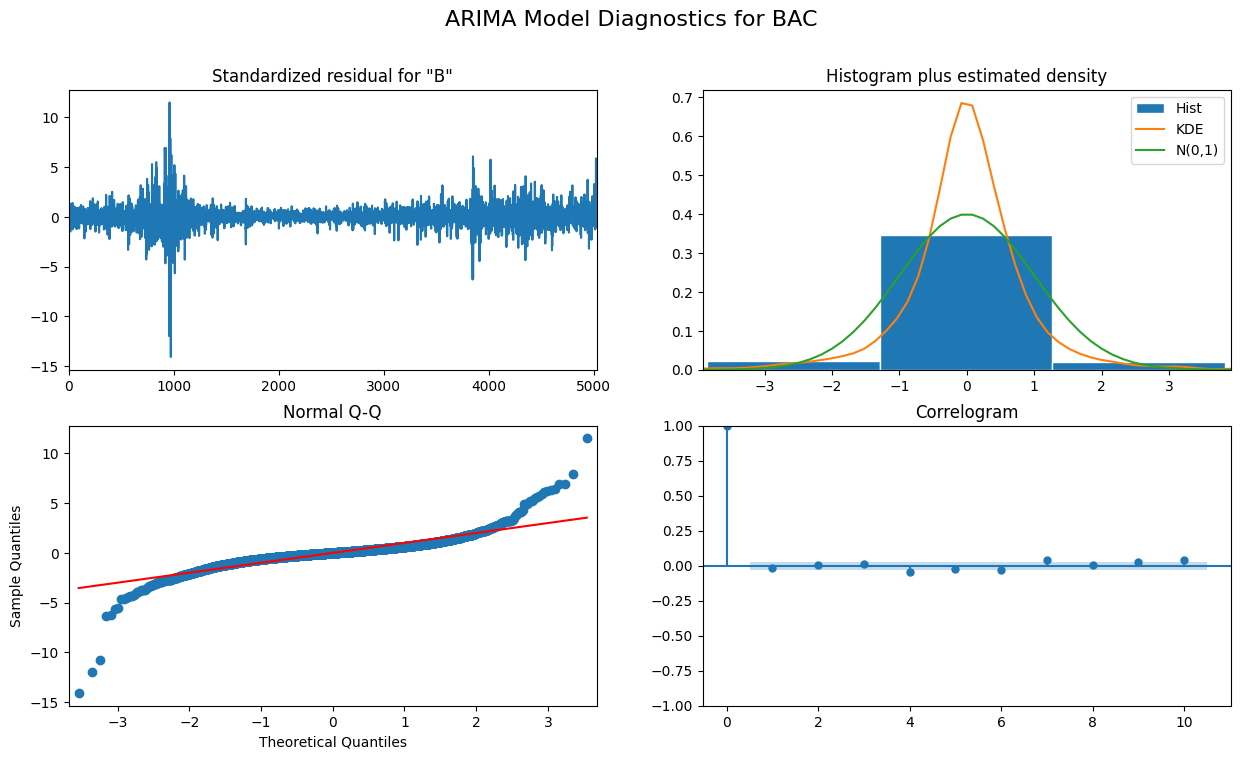 ARIMA Model Diagnostics for BAC
Standardized residual for "B"
10
5
0
−5
−10
−15
0 1000 2000 3000 4000 5000
Histogram plus estimated density
0.7
0.6
0.5
0.4
0.3
0.2
0.1
0.0
−3 −2 −1 0 1 2 3
Hist
KDE
N(0,1)
Normal Q-Q
Sample Quantiles
10
5
0
−5
−10
−15
−3 −2 −1 0 1 2 3
Theoretical Quantiles
Correlogram
1.00
0.75
0.50
0.25
0.00
−0.25
−0.50
−0.75
−1.00
0 2 4 6 8 10